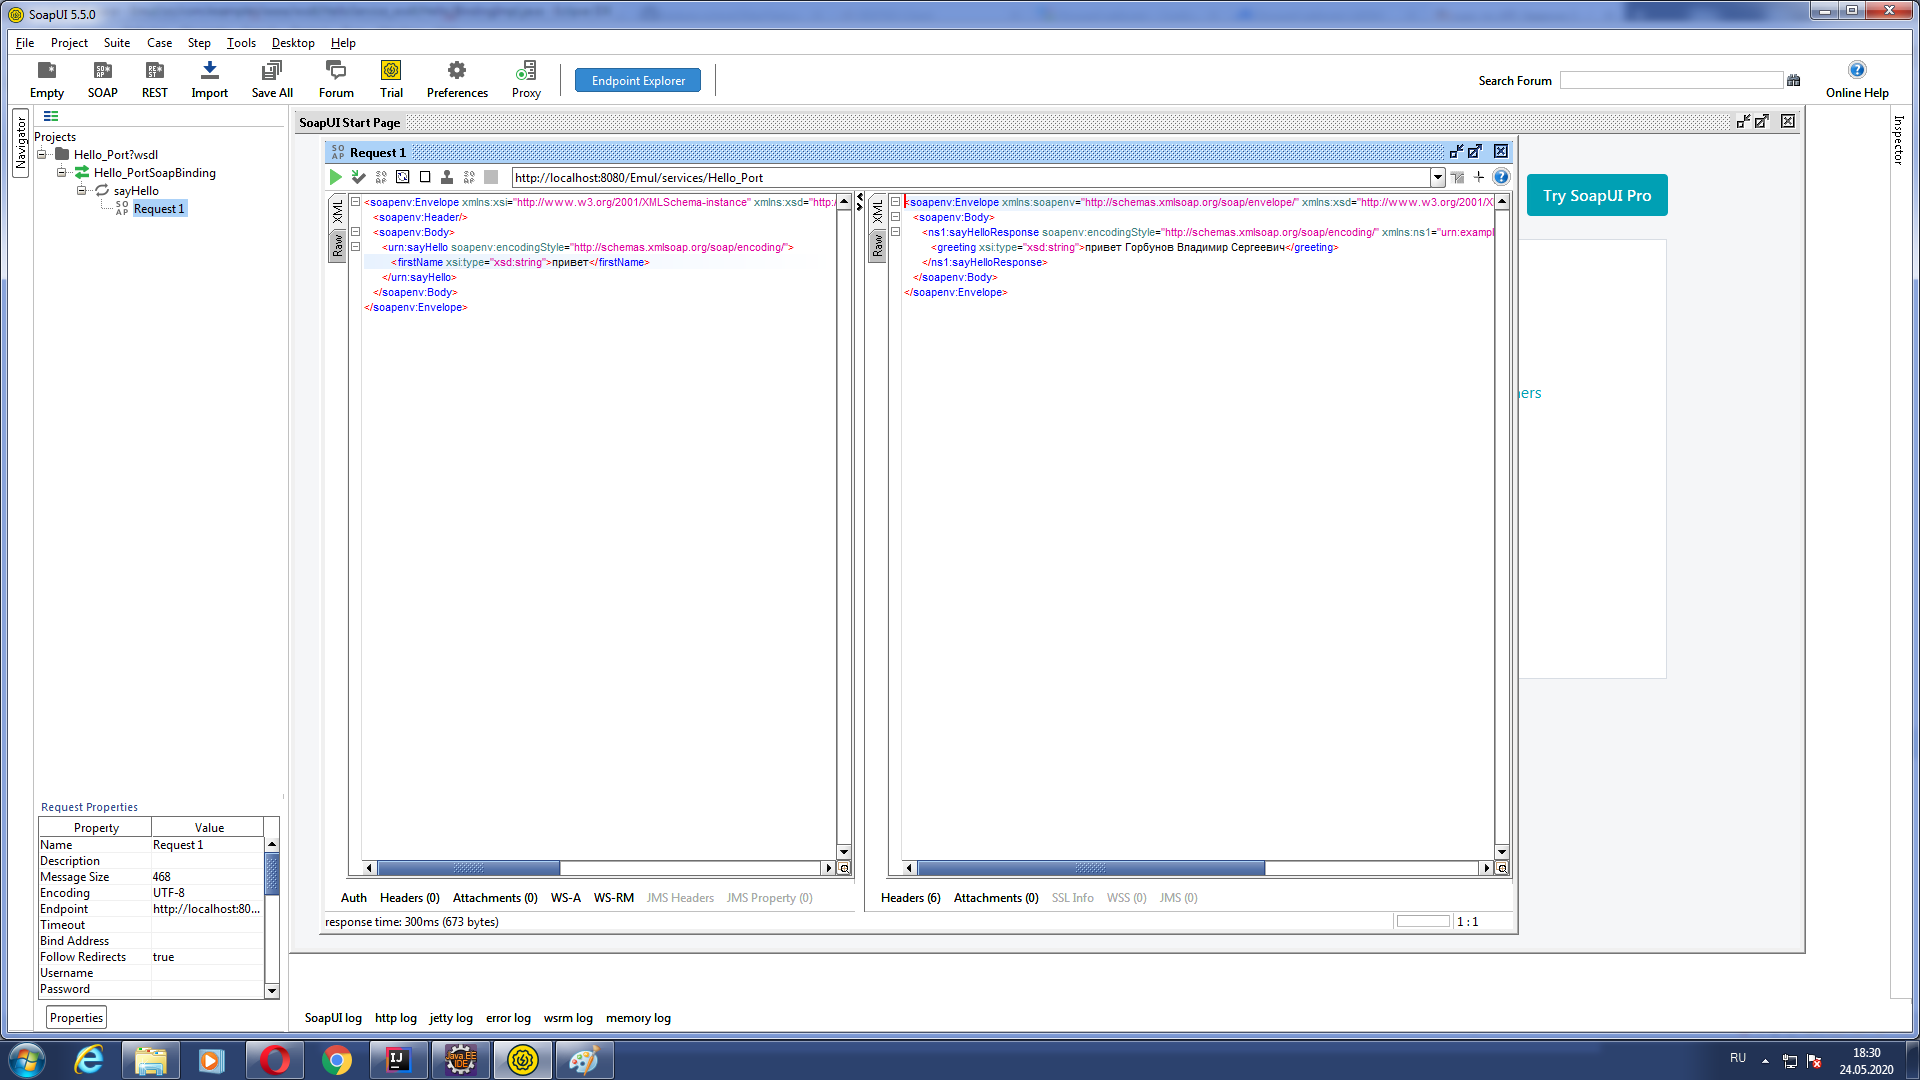 SoapUI 5.5.0
File Project Suite Case Step Tools Desktop Help
Empty SOAP REST Import Save All Forum Trial Preferences Proxy Endpoint Explorer Search Forum Online Help
Navigator
Inspector
Projects
Hello_Port?wsdl
Hello_PortSoapBinding
sayHello
Request 1
SoapUI Start Page
Request 1
http://localhost:8080/Emul/services/Hello_Port
Try SoapUI Pro
XML
Raw
<soapenv:Envelope xmlns:xsi="http://www.w3.org/2001/XMLSchema-instance" xmlns:xsd="http:/
<soapenv:Header/>
<soapenv:Body>
<urn:sayHello soapenv:encodingStyle="http://schemas.xmlsoap.org/soap/encoding/">
<firstName xsi:type="xsd:string">привет</firstName>
</urn:sayHello>
</soapenv:Body>
</soapenv:Envelope>
XML
Raw
<soapenv:Envelope xmlns:soapenv="http://schemas.xmlsoap.org/soap/envelope/" xmlns:xsd="http://www.w3.org/2001/X
<soapenv:Body>
<ns1:sayHelloResponse soapenv:encodingStyle="http://schemas.xmlsoap.org/soap/encoding/" xmlns:ns1="urn:exampl
<greeting xsi:type="xsd:string">привет Горбунов Владимир Сергеевич</greeting>
</ns1:sayHelloResponse>
</soapenv:Body>
</soapenv:Envelope>
ers
Request Properties
Property Value
Name Request 1
Description
Message Size 468
Encoding UTF-8
Endpoint http://localhost:80...
Timeout
Bind Address
Follow Redirects true
Username
Password
Properties
Auth Headers (0) Attachments (0) WS-A WS-RM JMS Headers JMS Property (0)
Headers (6) Attachments (0) SSL Info WSS (0) JMS (0)
response time: 300ms (673 bytes)
1 : 1
SoapUI log http log jetty log error log wsrm log memory log
IJ
Java EE
IDE
RU
18:30
24.05.2020